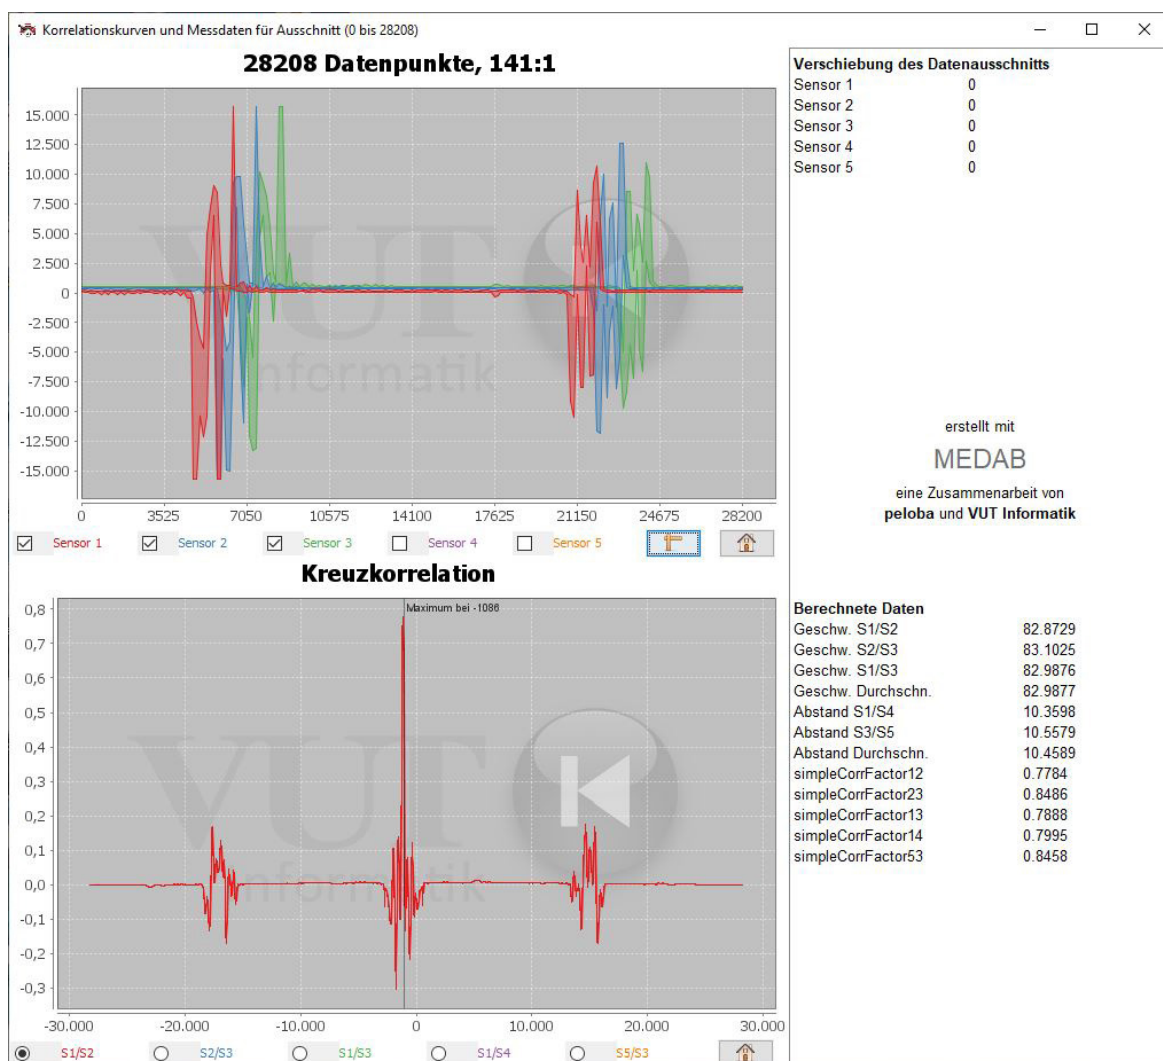 Korrelationskurven und Messdaten für Ausschnitt (0 bis 28208)
28208 Datenpunkte, 141:1
15.000
12.500
10.000
7.500
5.000
2.500
0
-2.500
-5.000
-7.500
-10.000
-12.500
-15.000
VUT
Informatik
0 3525 7050 10575 14100 17625 21150 24675 28200
Sensor 1 Sensor 2 Sensor 3 Sensor 4 Sensor 5
Kreuzkorrelation
Maximum bei -1086
0,8
0,7
0,6
0,5
0,4
0,3
0,2
0,1
0,0
-0,1
-0,2
-0,3
VUT
Informatik
-30.000 -20.000 -10.000 0 10.000 20.000 30.000
S1/S2 S2/S3 S1/S3 S1/S4 S5/S3
Verschiebung des Datenausschnitts
Sensor 1 0
Sensor 2 0
Sensor 3 0
Sensor 4 0
Sensor 5 0
erstellt mit
MEDAB
eine Zusammenarbeit von
peloba und VUT Informatik
Berechnete Daten
Geschw. S1/S2 82.8729
Geschw. S2/S3 83.1025
Geschw. S1/S3 82.9876
Geschw. Durchschn. 82.9877
Abstand S1/S4 10.3598
Abstand S3/S5 10.5579
Abstand Durchschn. 10.4589
simpleCorrFactor12 0.7784
simpleCorrFactor23 0.8486
simpleCorrFactor13 0.7888
simpleCorrFactor14 0.7995
simpleCorrFactor53 0.8458